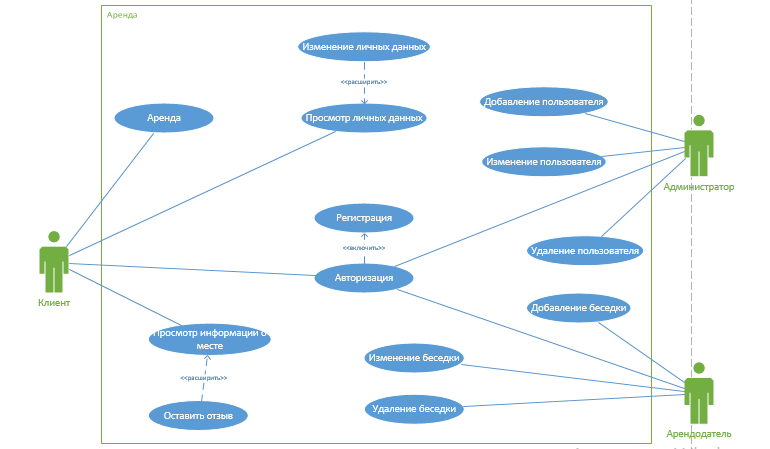 Аренда
Изменение личных данных
<<расширить>>
Просмотр личных данных
Аренда
Добавление пользователя
Изменение пользователя
Администратор
Регистрация
<<включить>>
Авторизация
Удаление пользователя
Клиент
Добавление беседки
Просмотр информации о
месте
Изменение беседки
<<расширить>>
Оставить отзыв
Удаление беседки
Арендодатель